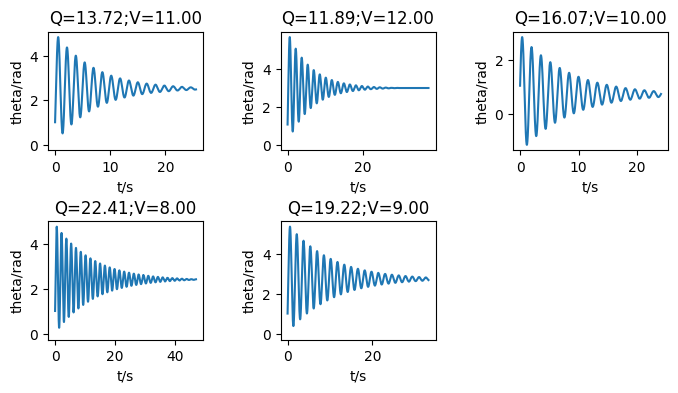 Q=13.72;V=11.00
theta/rad
4
2
0
0 10 20
t/s
Q=11.89;V=12.00
theta/rad
4
2
0
0 20
t/s
Q=16.07;V=10.00
theta/rad
2
0
0 10 20
t/s
Q=22.41;V=8.00
theta/rad
4
2
0
0 20 40
t/s
Q=19.22;V=9.00
theta/rad
4
2
0
0 20
t/s